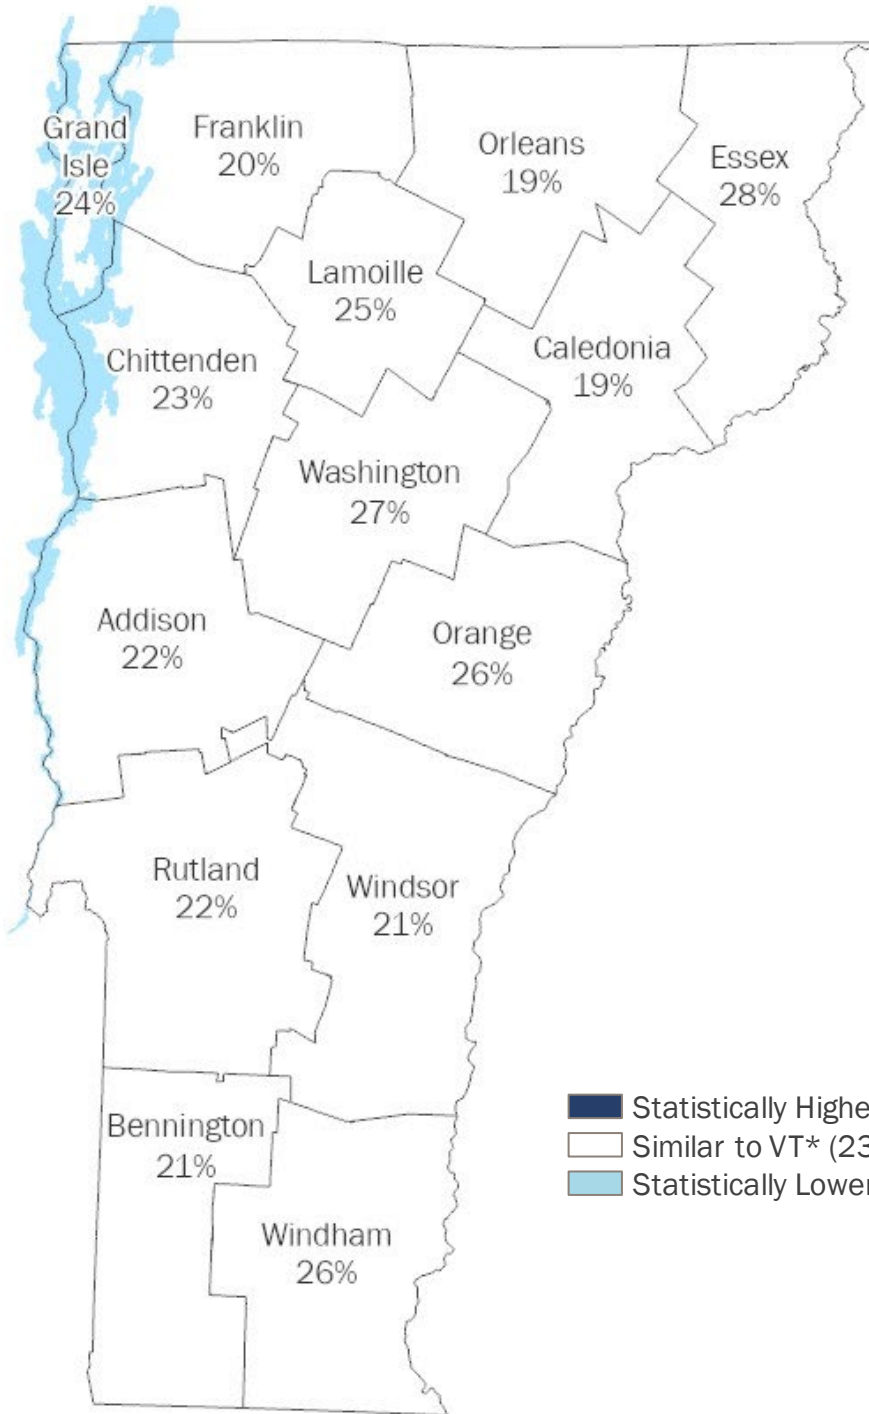 Grand
Isle
24%
Franklin
20%
Orleans
19%
Essex
28%
Lamoille
25%
Chittenden
23%
Caledonia
19%
Washington
27%
Addison
22%
Orange
26%
Rutland
22%
Windsor
21%
Bennington
21%
Windham
26%
Statistically Highe
Similar to VT* (23
Statistically Lower